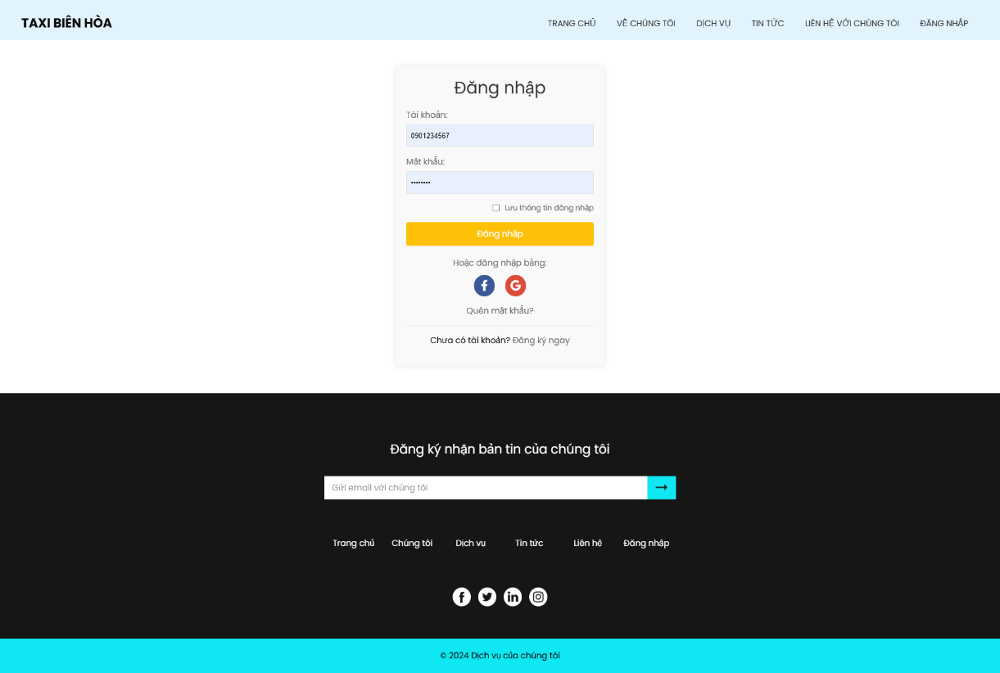 TAXI BIÊN HÒA
TRANG CHỦ VỀ CHÚNG TÔI DỊCH VỤ TIN TỨC LIÊN HỆ VỚI CHÚNG TÔI ĐĂNG NHẬP
Đăng nhập
Tài khoản:
0901234567
Mật khẩu:
••••••••
Lưu thông tin đăng nhập
Đăng nhập
Hoặc đăng nhập bằng:
Quên mật khẩu?
Chưa có tài khoản? Đăng ký ngay
Đăng ký nhận bản tin của chúng tôi
Gửi email với chúng tôi
Trang chủ Chúng tôi Dịch vụ Tin tức Liên hệ Đăng nhập
© 2024 Dịch vụ của chúng tôi